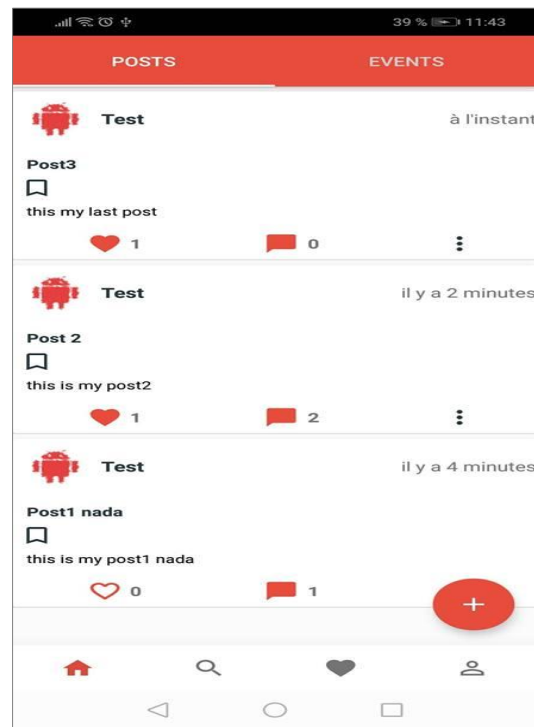 39 % 11:43
POSTS EVENTS
Test à l'instant
Post3
this my last post
1 0
Test il y a 2 minutes
Post 2
this is my post2
1 2
Test il y a 4 minutes
Post1 nada
this is my post1 nada
0 1